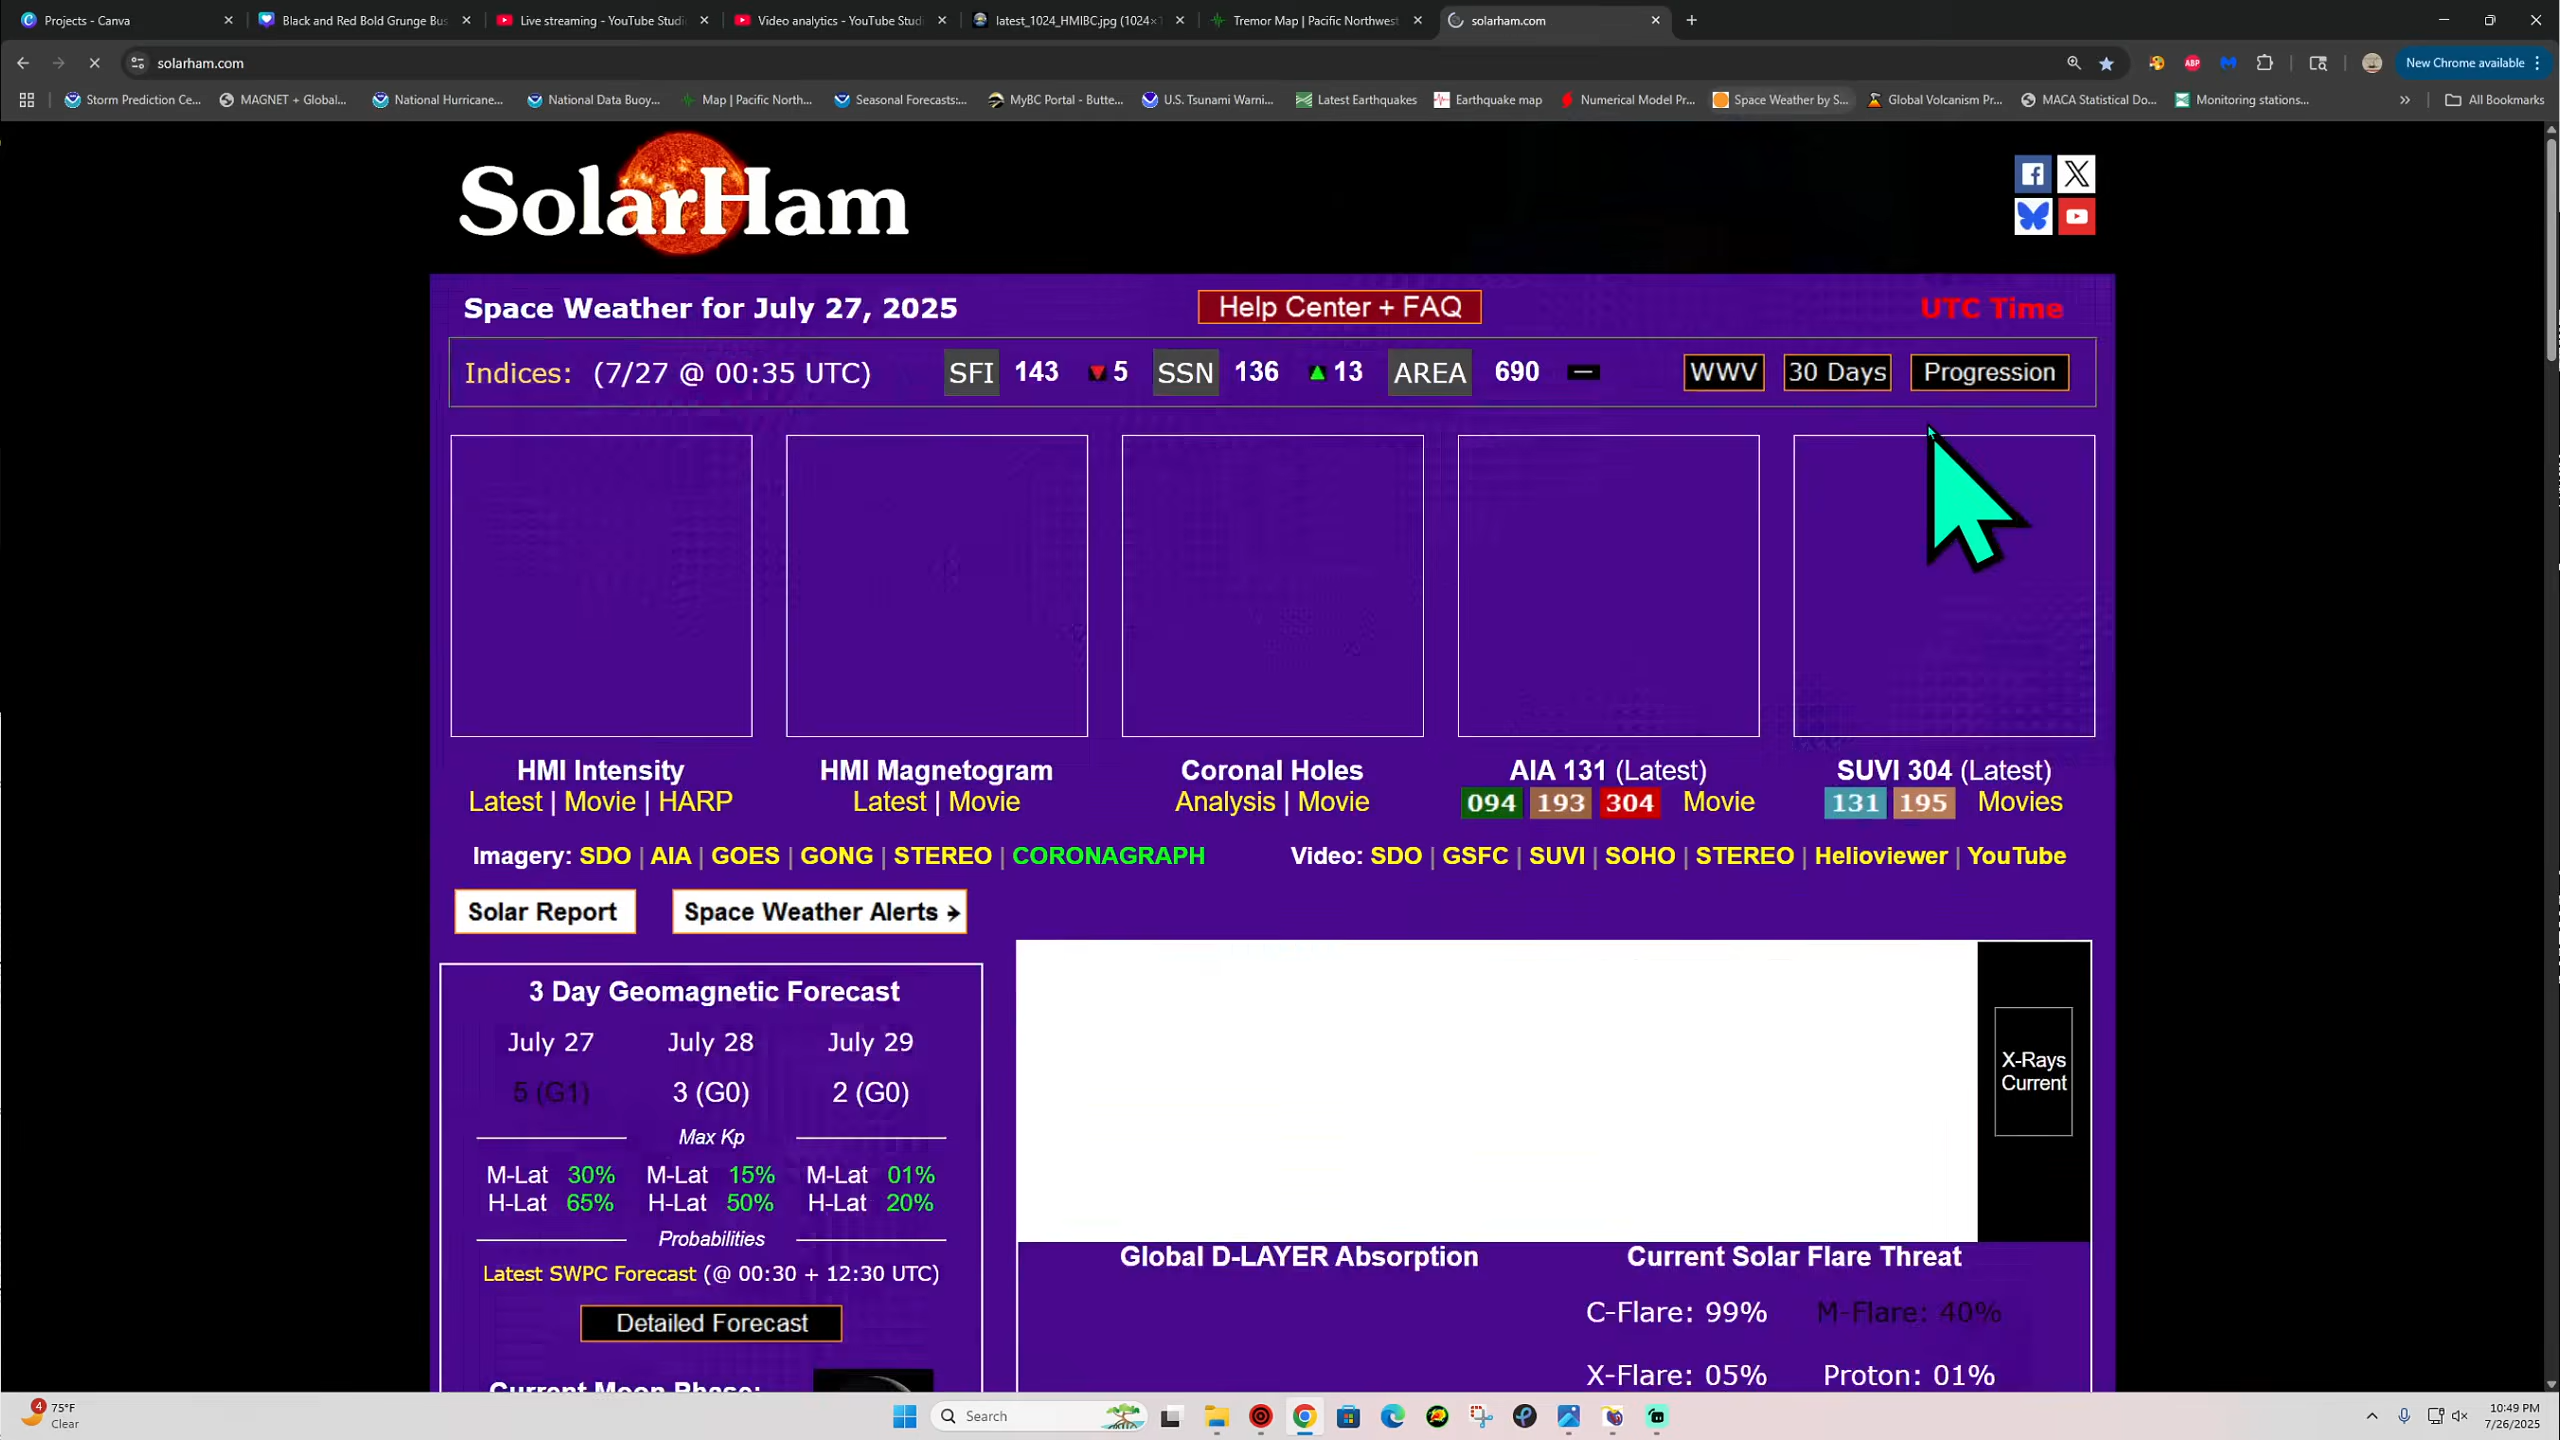 Projects - Canva
Black and Red Bold Grunge Bus
Live streaming - YouTube Studi
Video analytics - YouTube Studi
latest_1024_HMIBC.jpg (1024×1
Tremor Map | Pacific Northwest
solarham.com
solarham.com
ABP
New Chrome available
Storm Prediction Ce...
MAGNET + Global...
National Hurricane...
National Data Buoy...
Map | Pacific North...
Seasonal Forecasts:...
MyBC Portal - Butte...
U.S. Tsunami Warni...
Latest Earthquakes
Earthquake map
Numerical Model Pr...
Space Weather by S...
Global Volcanism Pr...
MACA Statistical Do...
Monitoring stations...
All Bookmarks
SolarHam
Space Weather for July 27, 2025
Help Center + FAQ
UTC Time
Indices: (7/27 @ 00:35 UTC)
SFI 143 5 SSN 136 13 AREA 690
WWV
30 Days
Progression
HMI Intensity
Latest | Movie | HARP
HMI Magnetogram
Latest | Movie
Coronal Holes
Analysis | Movie
AIA 131 (Latest)
094 193 304 Movie
SUVI 304 (Latest)
131 195 Movies
Imagery: SDO | AIA | GOES | GONG | STEREO | CORONAGRAPH
Video: SDO | GSFC | SUVI | SOHO | STEREO | Helioviewer | YouTube
Solar Report
Space Weather Alerts
3 Day Geomagnetic Forecast
July 27 July 28 July 29
5 (G1) 3 (G0) 2 (G0)
Max Kp
M-Lat 30% M-Lat 15% M-Lat 01%
H-Lat 65% H-Lat 50% H-Lat 20%
Probabilities
Latest SWPC Forecast (@ 00:30 + 12:30 UTC)
Detailed Forecast
Current Moon Phase:
X-Rays
Current
Global D-LAYER Absorption
Current Solar Flare Threat
C-Flare: 99% M-Flare: 40%
X-Flare: 05% Proton: 01%
4
75°F
Clear
Search
10:49 PM
7/26/2025